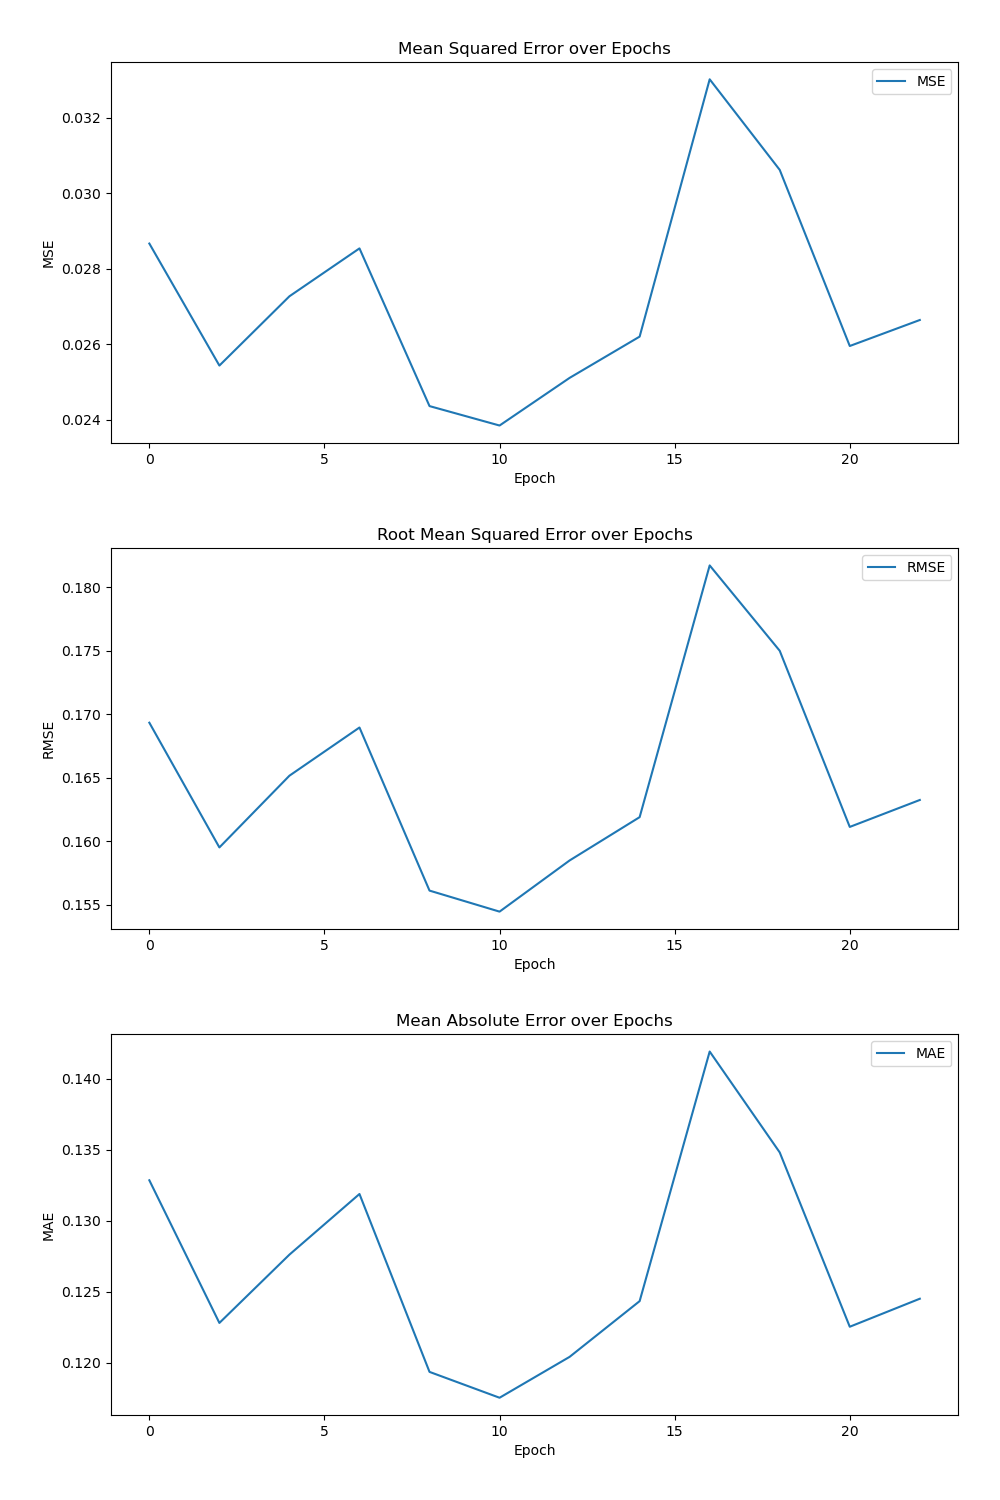 Mean Squared Error over Epochs
MSE
0.032
0.030
0.028
0.026
0.024
MSE
0 5 10 15 20
Epoch
Root Mean Squared Error over Epochs
RMSE
0.180
0.175
0.170
0.165
0.160
0.155
RMSE
0 5 10 15 20
Epoch
Mean Absolute Error over Epochs
MAE
0.140
0.135
0.130
0.125
0.120
MAE
0 5 10 15 20
Epoch